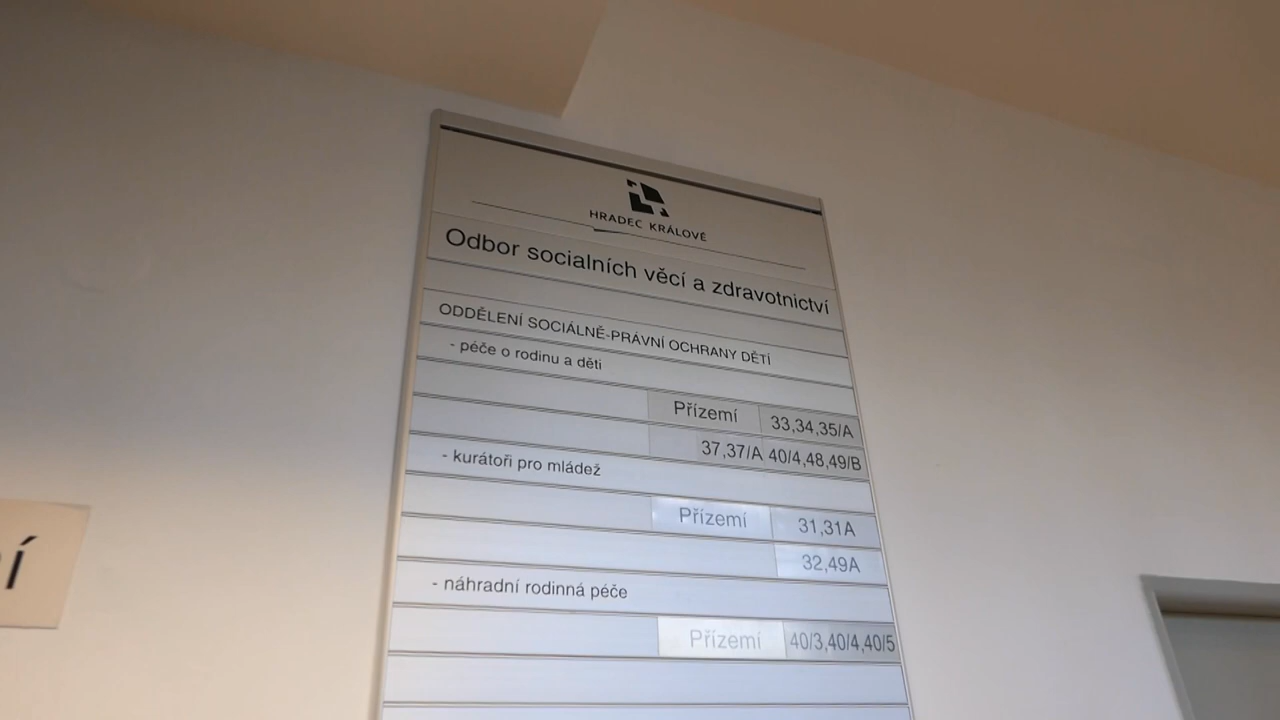 HRADEC KRÁLOVÉ
Odbor socialních věcí a zdravotnictví
ODDĚLENÍ SOCIÁLNĚ-PRÁVNÍ OCHRANY DĚTÍ
- péče o rodinu a děti
Přízemí 33,34,35/A
37,37/A 40/4,48,49/B
- kurátoři pro mládež
Přízemí 31,31A
32,49A
- náhradní rodinná péče
Přízemí 40/3,40/4,40/5